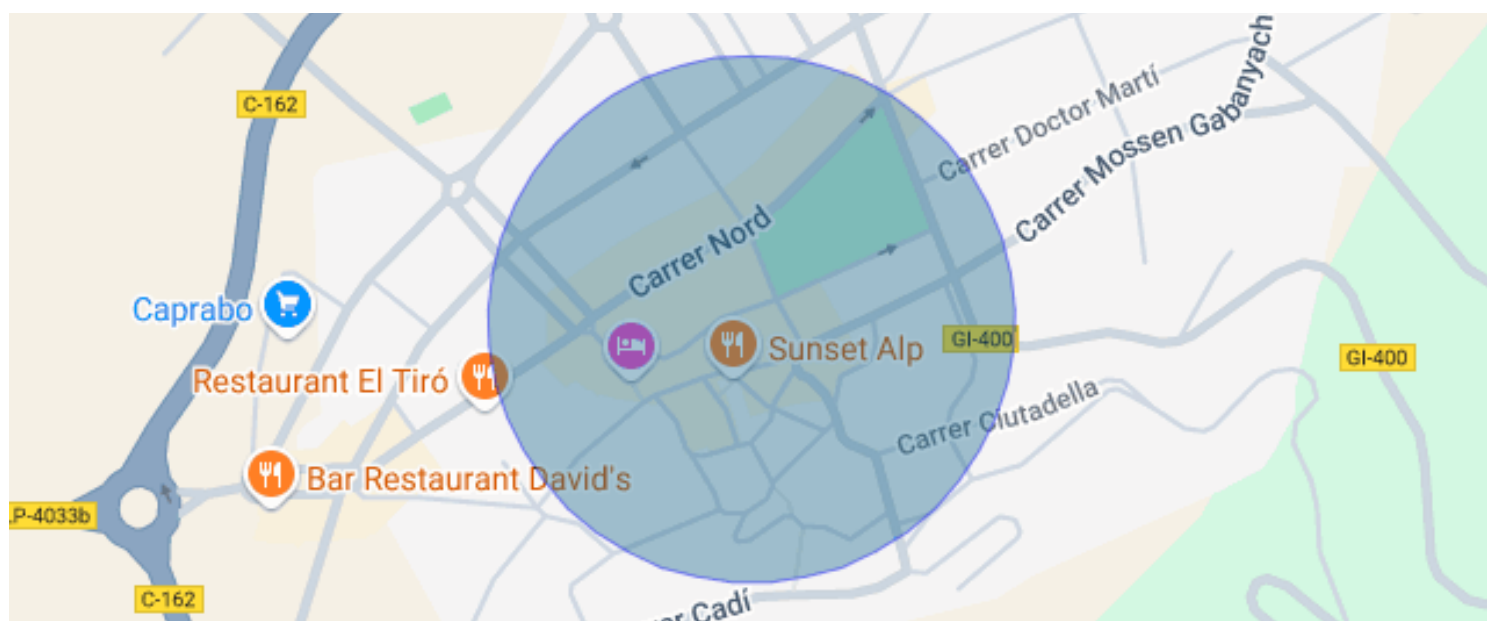 C-162
Carrer Doctor Martí
Carrer Mossen Gabanyach
Carrer Nord
Caprabo
Sunset Alp
GI-400
GI-400
Restaurant El Tiró
Carrer Ciutadella
Bar Restaurant David's
P-4033b
C-162
Cadí